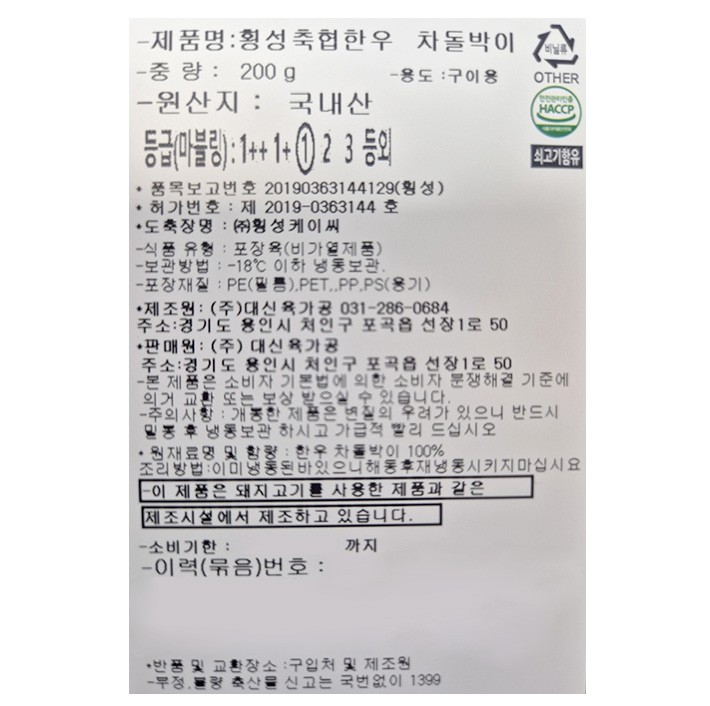 -제품명:횡성축협한우 차돌박이
-중 량 : 200 g -용도 :구이용
비닐류
OTHER
-원산지 : 국내산
안전관리인증
HACCP
등급(마블링):1++ 1+ 1 2 3 등외
쇠고기함유
* 품목보고번호 20190363144129(횡성)
* 허가번호 : 제 2019-0363144 호
*도축장명 : ㈜횡성케이씨
-식품 유형 : 포장육(비가열제품)
-보관방법 : -18℃ 이하 냉동보관.
-포장재질 : PE(필름),PET,,PP,PS(용기)
*제조원: (주)대신육가공 031-286-0684
주소:경기도 용인시 처인구 포곡읍 선장1로 50
*판매원: (주) 대신육가공
주소:경기도 용인시 처인구 포곡읍 선장1로 50
-본 제품은 소비자 기본법에 의한 소비자 분쟁해결 기준에
의거 교환 또는 보상 받으실 수 있습니다.
-주의사항 : 개봉한 제품은 변질의 우려가 있으니 반드시
밀봉 후 냉동보관 하시고 가급적 빨리 드십시오
* 원재료명 및 함량 : 한우 차돌박이 100%
조리방법:이미냉동된바있으니해동후재냉동시키지마십시요
-이 제품은 돼지고기를 사용한 제품과 같은
제조시설에서 제조하고 있습니다.
-소비기한 : 까지
-이력(묶음)번호 :
*반품 및 교환장소 :구입처 및 제조원
-부정,불량 축산물 신고는 국번없이 1399